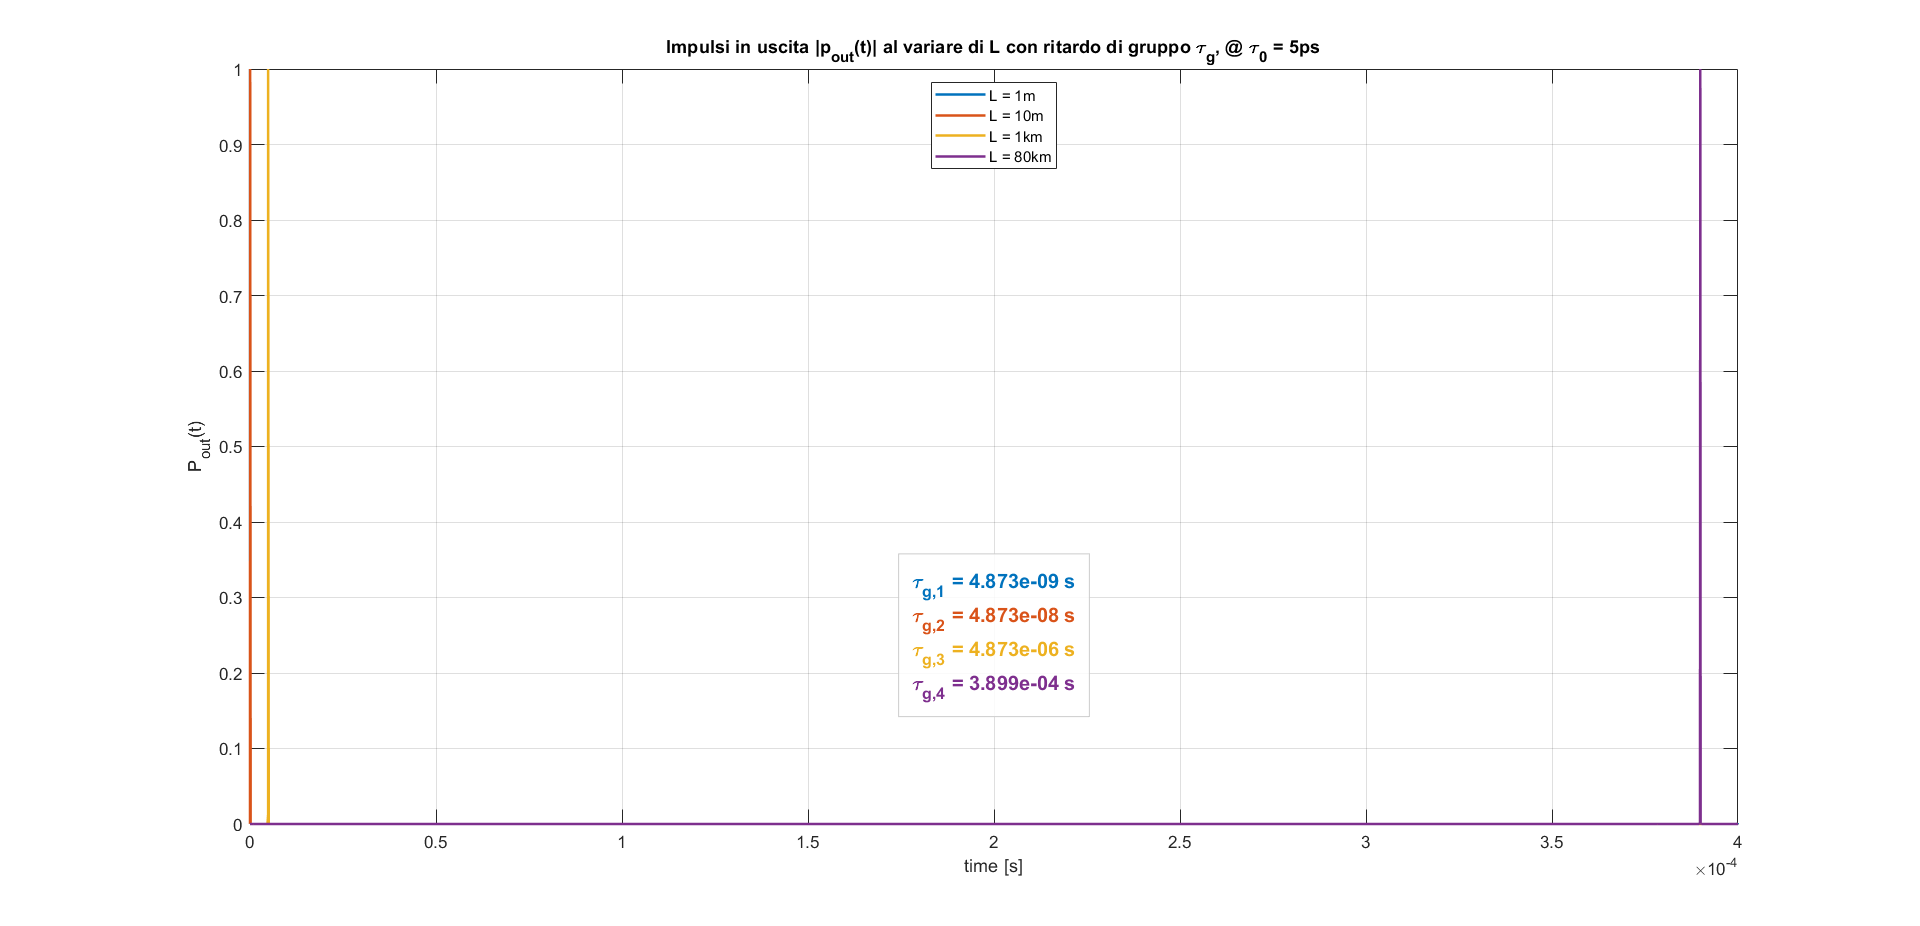 Impulsi in uscita |p_out(t)| al variare di L con ritardo di gruppo τ_g, @ τ_0 = 5ps
1
L = 1m
L = 10m
L = 1km
L = 80km
0.9
0.8
0.7
0.6
0.5
P_out(t)
0.4
τ_g,1 = 4.873e-09 s
0.3
τ_g,2 = 4.873e-08 s
τ_g,3 = 4.873e-06 s
0.2
τ_g,4 = 3.899e-04 s
0.1
0
0 0.5 1 1.5 2 2.5 3 3.5 4
time [s]
×10^-4